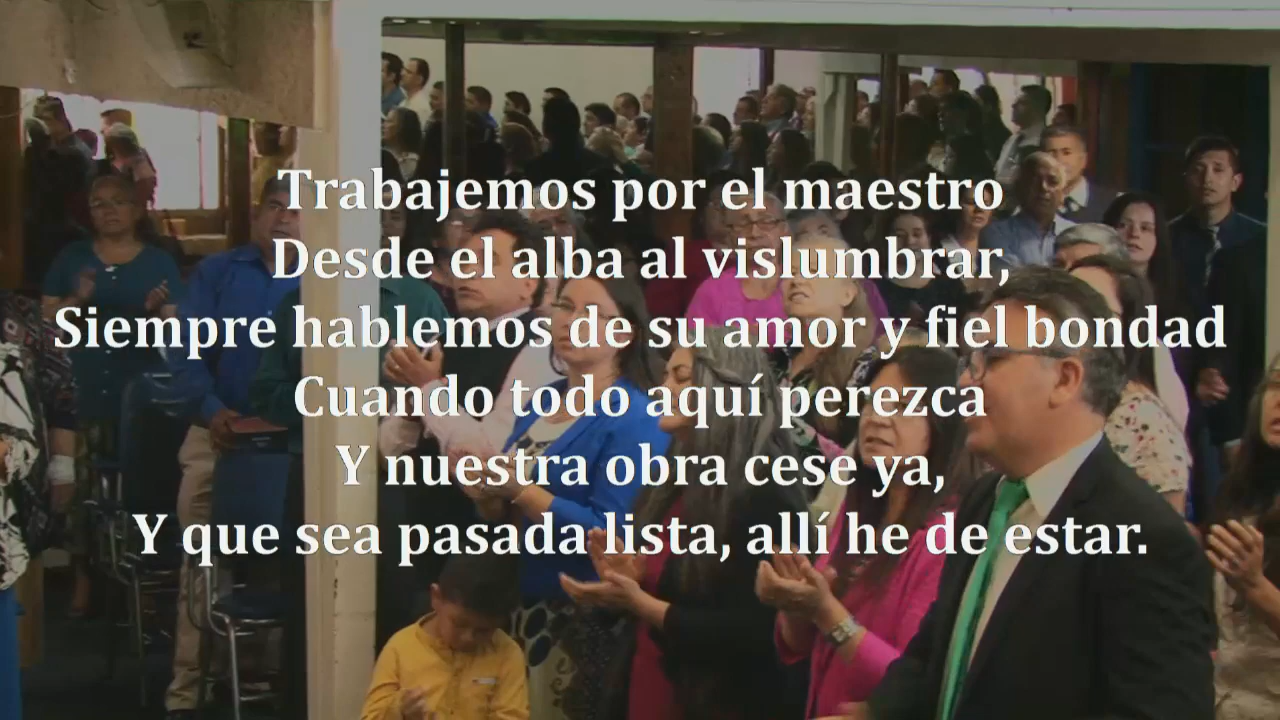 Trabajemos por el maestro
Desde el alba al vislumbrar,
Siempre hablemos de su amor y fiel bondad
Cuando todo aquí perezca
Y nuestra obra cese ya,
Y que sea pasada lista, allí he de estar.